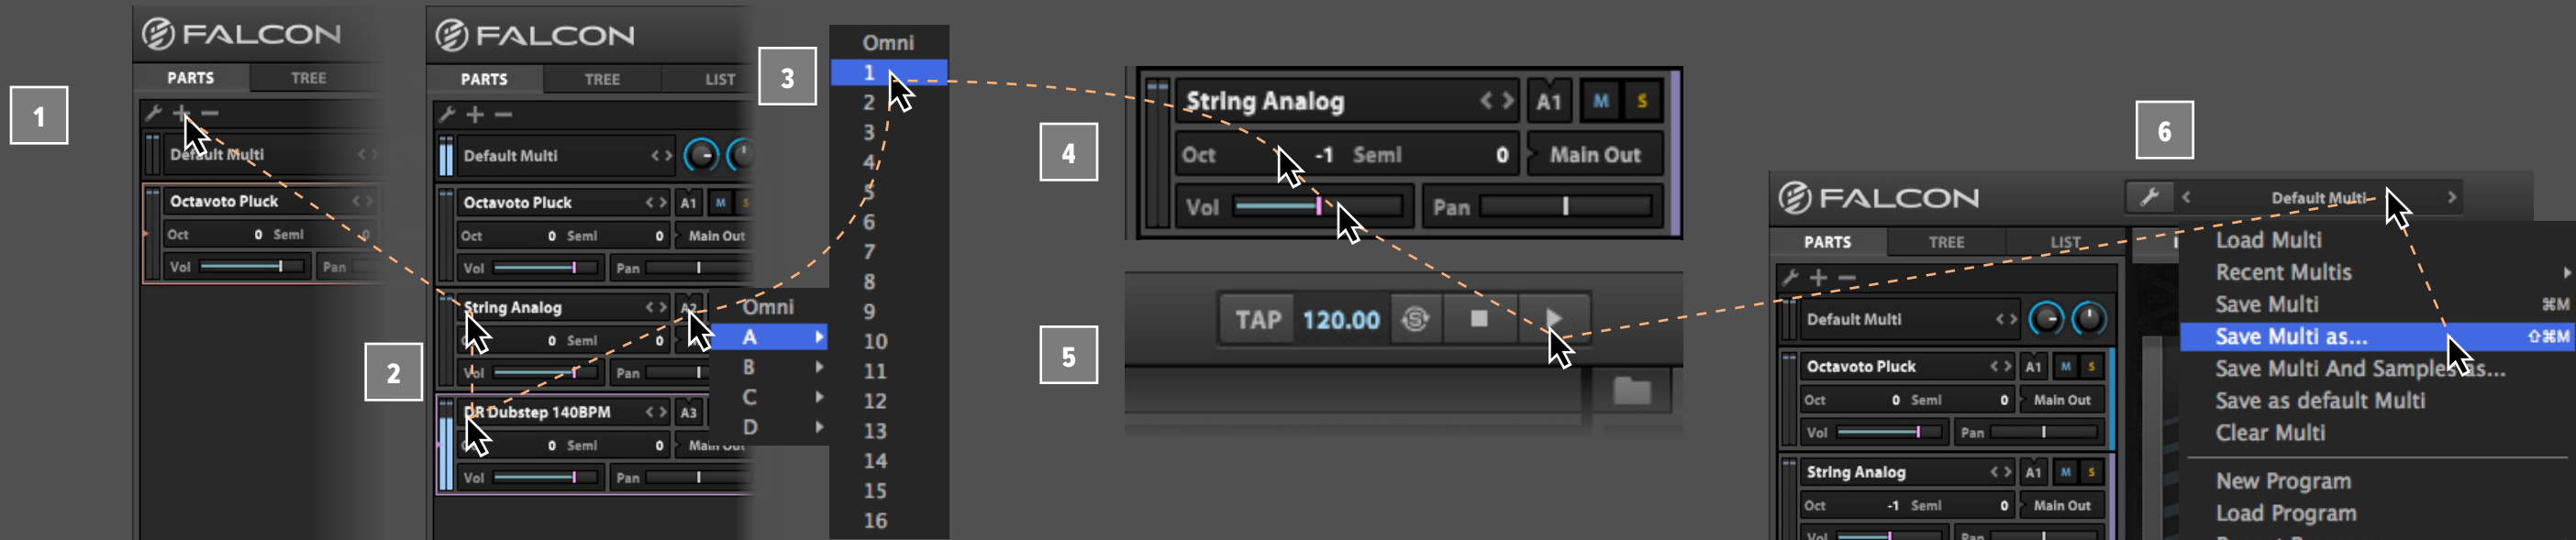 1
FALCON
PARTS TREE
Default Multi
Octavoto Pluck
Oct 0 Semi 0
Vol Pan
2
FALCON
PARTS TREE LIST
Default Multi
Octavoto Pluck A1 M S
Oct 0 Semi 0 Main Out
Vol Pan
String Analog A2
0 Semi 0
Vol Pan
DR Dubstep 140BPM A3
0 Semi 0 Main Out
Vol Pan
Omni
A
B
C
D
3
Omni
1
2
3
4
5
6
7
8
9
10
11
12
13
14
15
16
4
String Analog A1 M S
Oct -1 Semi 0 Main Out
Vol Pan
5
TAP 120.00 S
6
FALCON Default Multi
PARTS TREE LIST
Default Multi
Octavoto Pluck A1 M S
Oct 0 Semi 0 Main Out
Vol Pan
String Analog A1 M S
Oct -1 Semi 0 Main Out
Vol Pan
Load Multi
Recent Multis
Save Multi ⌘M
Save Multi as... ⇧⌘M
Save Multi And Samples as...
Save as default Multi
Clear Multi
New Program
Load Program